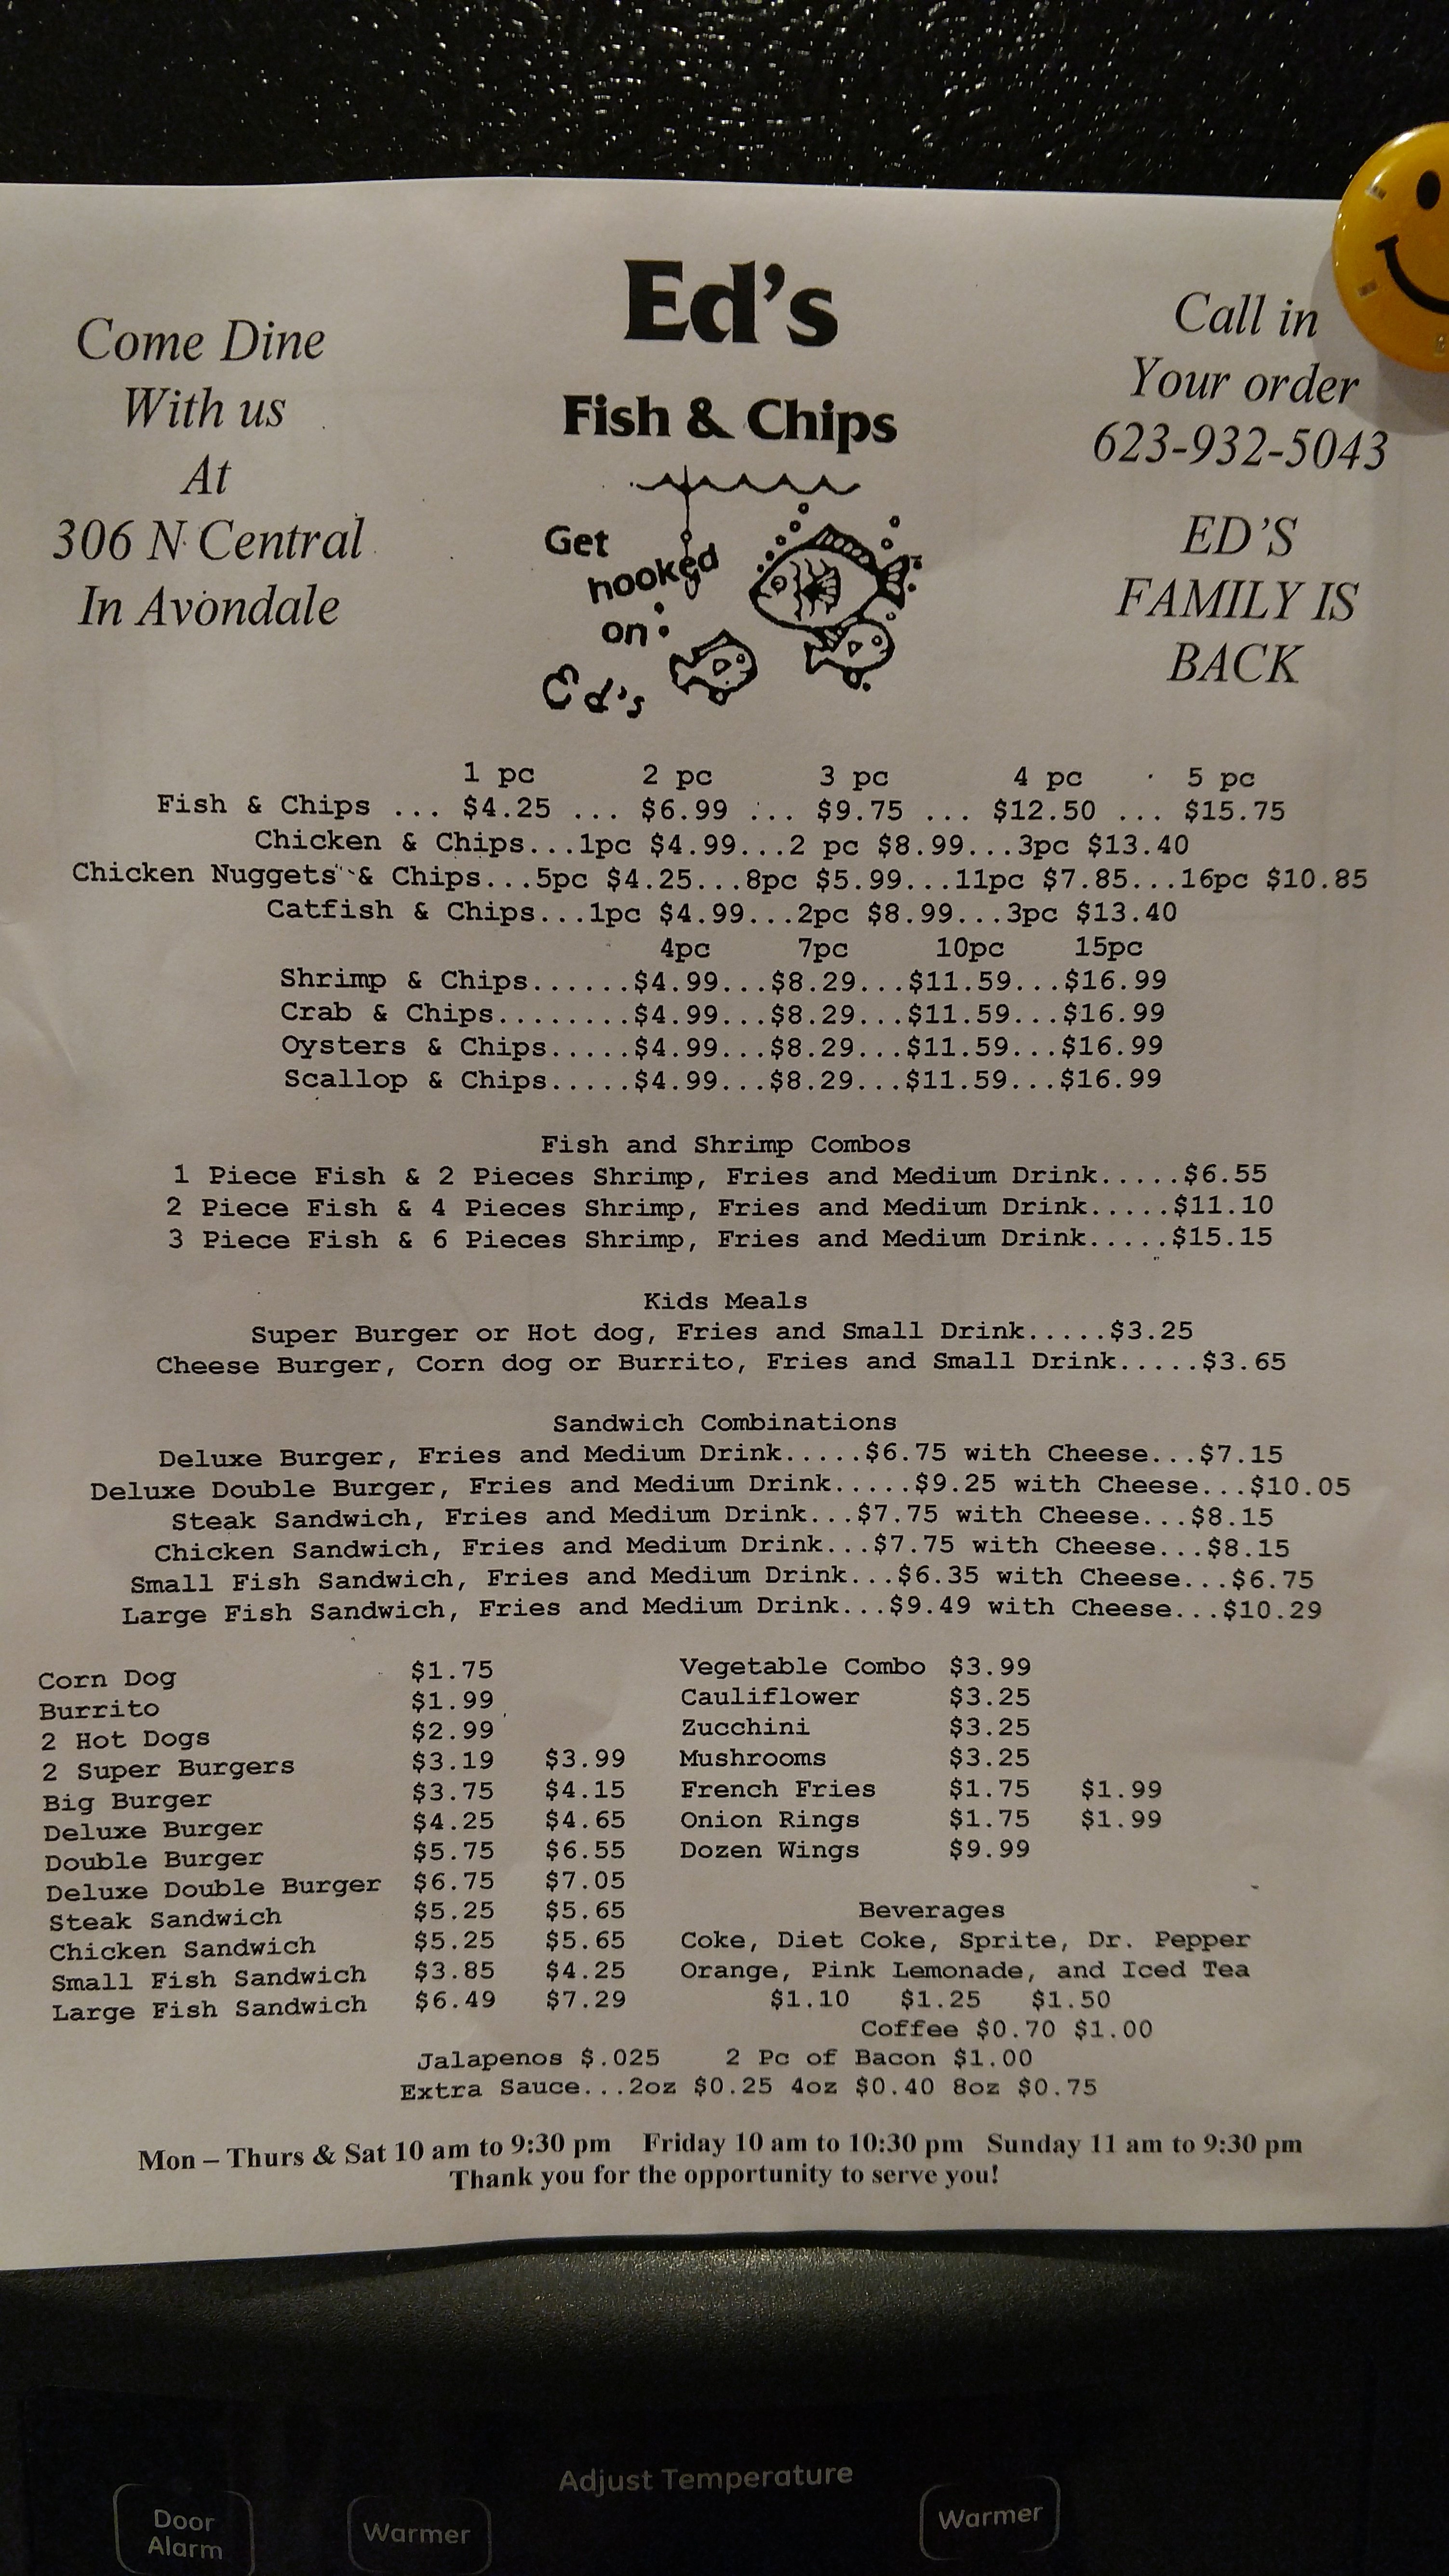 Ed's
Fish & Chips
Come Dine
With us
At
306 N Central
In Avondale
Get
hooked
on
Ed's
Call in
Your order
623-932-5043
ED'S
FAMILY IS
BACK
1 pc 2 pc 3 pc 4 pc 5 pc
Fish & Chips ... $4.25 ... $6.99 ... $9.75 ... $12.50 ... $15.75
Chicken & Chips...1pc $4.99...2 pc $8.99...3pc $13.40
Chicken Nuggets & Chips...5pc $4.25...8pc $5.99...11pc $7.85...16pc $10.85
Catfish & Chips...1pc $4.99...2pc $8.99...3pc $13.40
4pc 7pc 10pc 15pc
Shrimp & Chips......$4.99...$8.29...$11.59...$16.99
Crab & Chips........$4.99...$8.29...$11.59...$16.99
Oysters & Chips.....$4.99...$8.29...$11.59...$16.99
Scallop & Chips.....$4.99...$8.29...$11.59...$16.99
Fish and Shrimp Combos
1 Piece Fish & 2 Pieces Shrimp, Fries and Medium Drink.....$6.55
2 Piece Fish & 4 Pieces Shrimp, Fries and Medium Drink.....$11.10
3 Piece Fish & 6 Pieces Shrimp, Fries and Medium Drink.....$15.15
Kids Meals
Super Burger or Hot dog, Fries and Small Drink.....$3.25
Cheese Burger, Corn dog or Burrito, Fries and Small Drink.....$3.65
Sandwich Combinations
Deluxe Burger, Fries and Medium Drink.....$6.75 with Cheese...$7.15
Deluxe Double Burger, Fries and Medium Drink.....$9.25 with Cheese...$10.05
Steak Sandwich, Fries and Medium Drink...$7.75 with Cheese...$8.15
Chicken Sandwich, Fries and Medium Drink...$7.75 with Cheese...$8.15
Small Fish Sandwich, Fries and Medium Drink...$6.35 with Cheese...$6.75
Large Fish Sandwich, Fries and Medium Drink...$9.49 with Cheese...$10.29
Corn Dog $1.75
Burrito $1.99
2 Hot Dogs $2.99
2 Super Burgers $3.19 $3.99
Big Burger $3.75 $4.15
Deluxe Burger $4.25 $4.65
Double Burger $5.75 $6.55
Deluxe Double Burger $6.75 $7.05
Steak Sandwich $5.25 $5.65
Chicken Sandwich $5.25 $5.65
Small Fish Sandwich $3.85 $4.25
Large Fish Sandwich $6.49 $7.29
Vegetable Combo $3.99
Cauliflower $3.25
Zucchini $3.25
Mushrooms $3.25
French Fries $1.75 $1.99
Onion Rings $1.75 $1.99
Dozen Wings $9.99
Beverages
Coke, Diet Coke, Sprite, Dr. Pepper
Orange, Pink Lemonade, and Iced Tea
$1.10 $1.25 $1.50
Coffee $0.70 $1.00
Jalapenos $.025 2 Pc of Bacon $1.00
Extra Sauce...2oz $0.25 4oz $0.40 8oz $0.75
Mon – Thurs & Sat 10 am to 9:30 pm Friday 10 am to 10:30 pm Sunday 11 am to 9:30 pm
Thank you for the opportunity to serve you!
Adjust Temperature
Door
Alarm
Warmer
Warmer